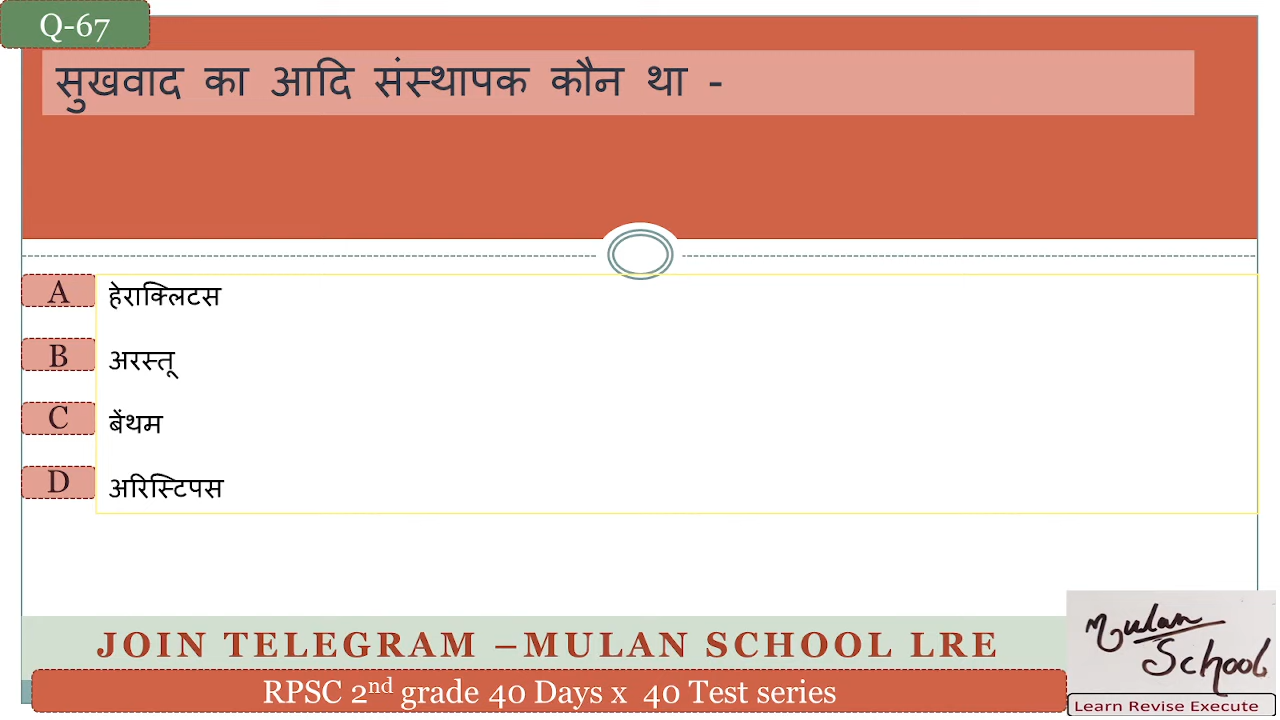 Q-67
सुखवाद का आदि संस्थापक कौन था -
A हेराक्लिटस
B अरस्तू
C बेंथम
D अरिस्टिपस
JOIN TELEGRAM –MULAN SCHOOL LRE
RPSC 2nd grade 40 Days x 40 Test series
Mulan
School
Learn Revise Execute